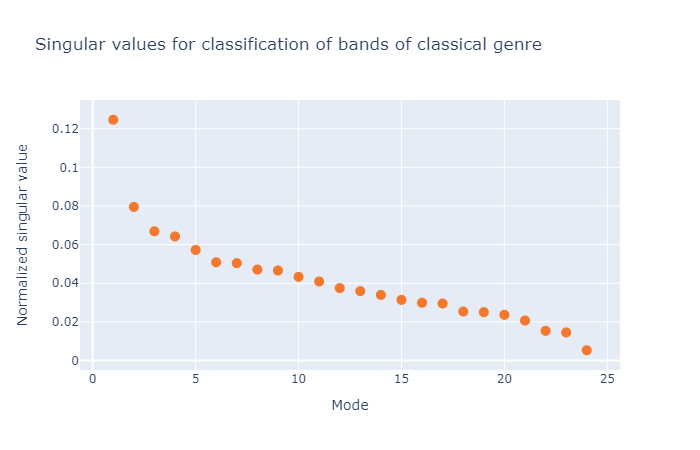 Singular values for classification of bands of classical genre
Normalized singular value
0.12
0.1
0.08
0.06
0.04
0.02
0
0 5 10 15 20 25
Mode